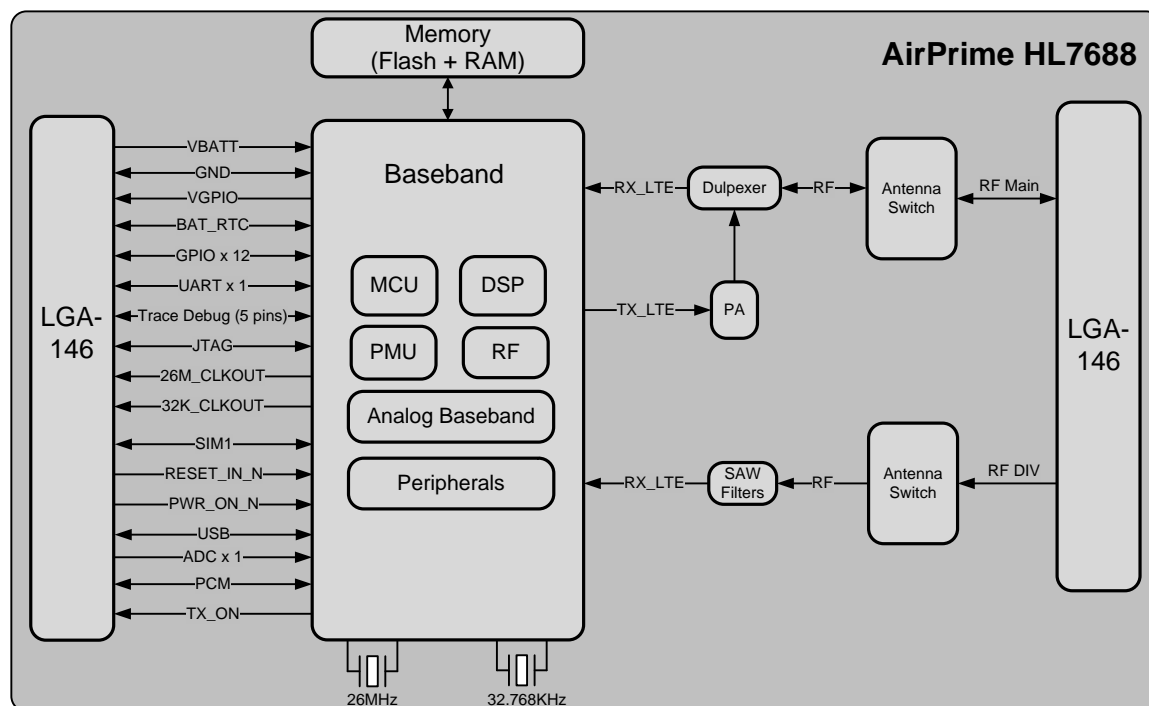 Memory
(Flash + RAM)
AirPrime HL7688
LGA-
146
VBATT
GND
VGPIO
BAT_RTC
GPIO x 12
UART x 1
Trace Debug (5 pins)
JTAG
26M_CLKOUT
32K_CLKOUT
SIM1
RESET_IN_N
PWR_ON_N
USB
ADC x 1
PCM
TX_ON
Baseband
MCU
DSP
PMU
RF
Analog Baseband
Peripherals
26MHz
32.768KHz
RX_LTE
Dulpexer
RF
Antenna
Switch
RF Main
TX_LTE
PA
RX_LTE
SAW
Filters
RF
Antenna
Switch
RF DIV
LGA-
146